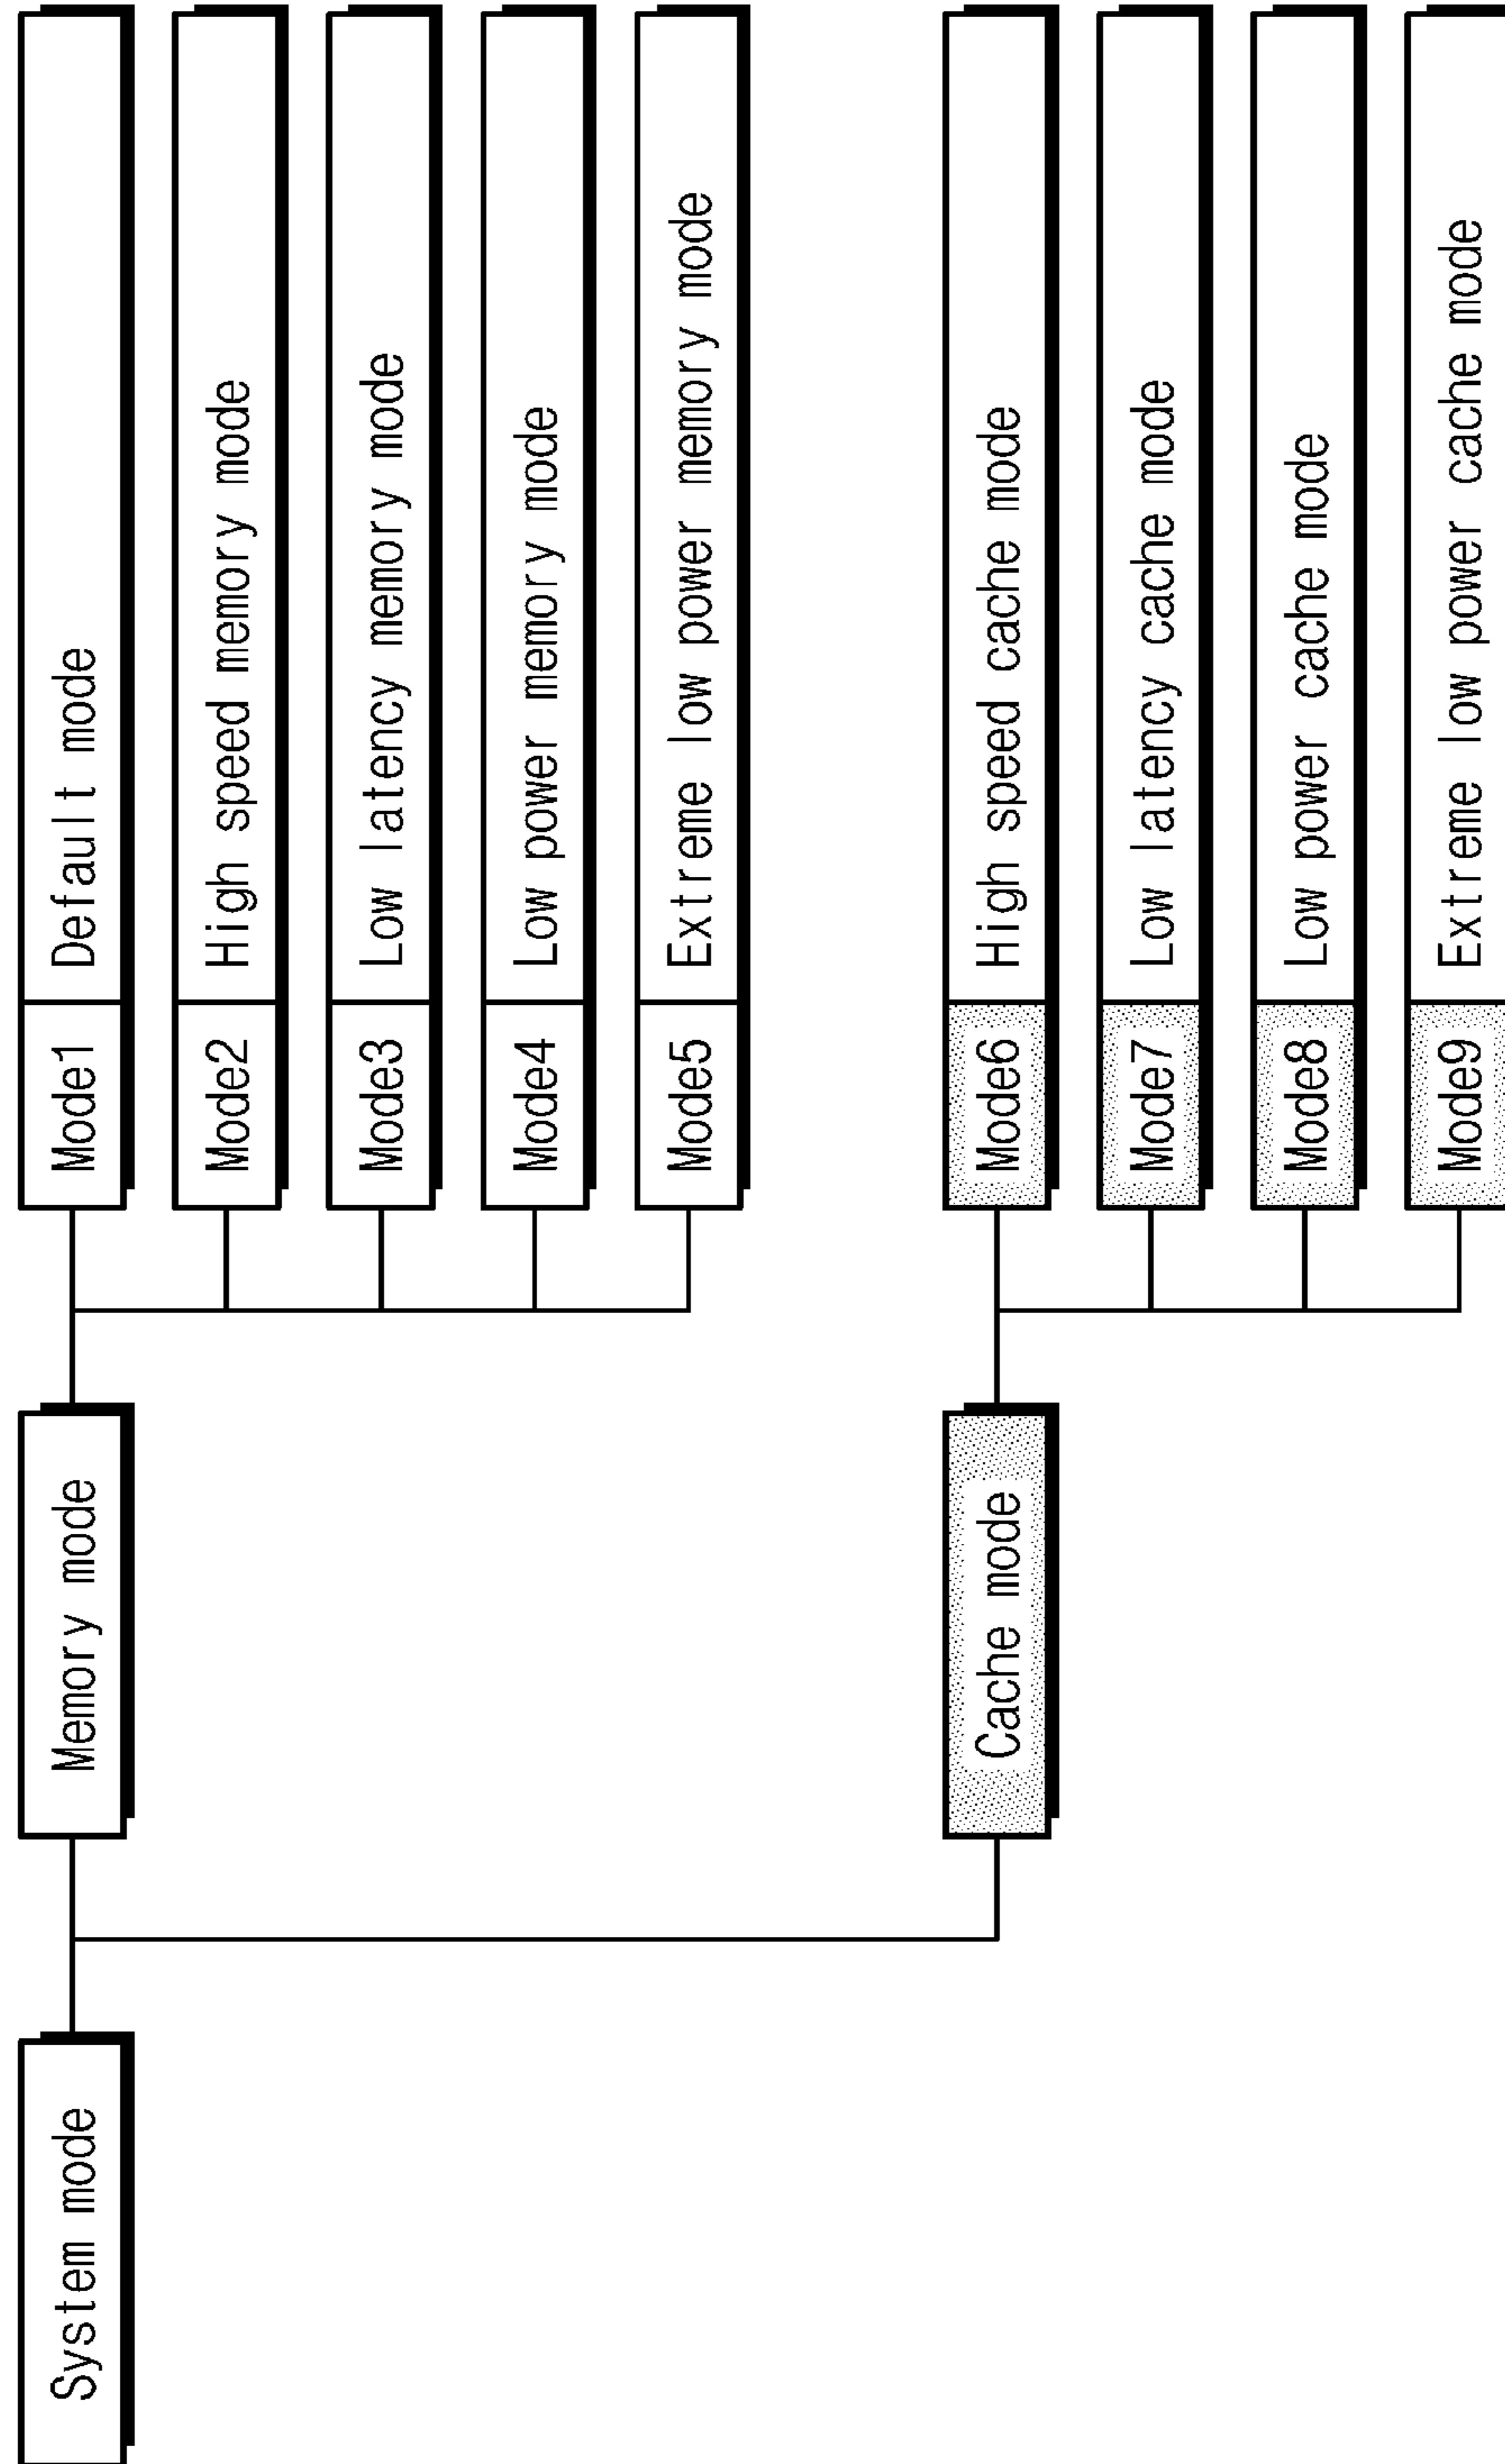 System mode
Memory mode
Mode1 Default mode
Mode2 High speed memory mode
Mode3 Low latency memory mode
Mode4 Low power memory mode
Mode5 Extreme low power memory mode
Cache mode
Mode6 High speed cache mode
Mode7 Low latency cache mode
Mode8 Low power cache mode
Mode9 Extreme low power cache mode